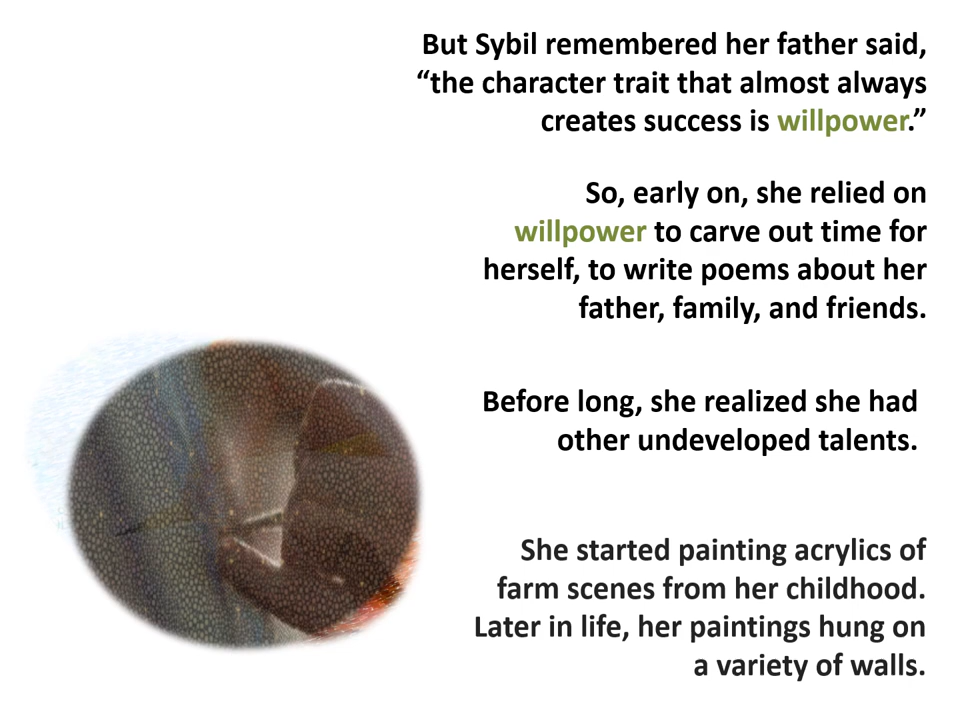 But Sybil remembered her father said,
“the character trait that almost always
creates success is willpower.”
So, early on, she relied on
willpower to carve out time for
herself, to write poems about her
father, family, and friends.
Before long, she realized she had
other undeveloped talents.
She started painting acrylics of
farm scenes from her childhood.
Later in life, her paintings hung on
a variety of walls.